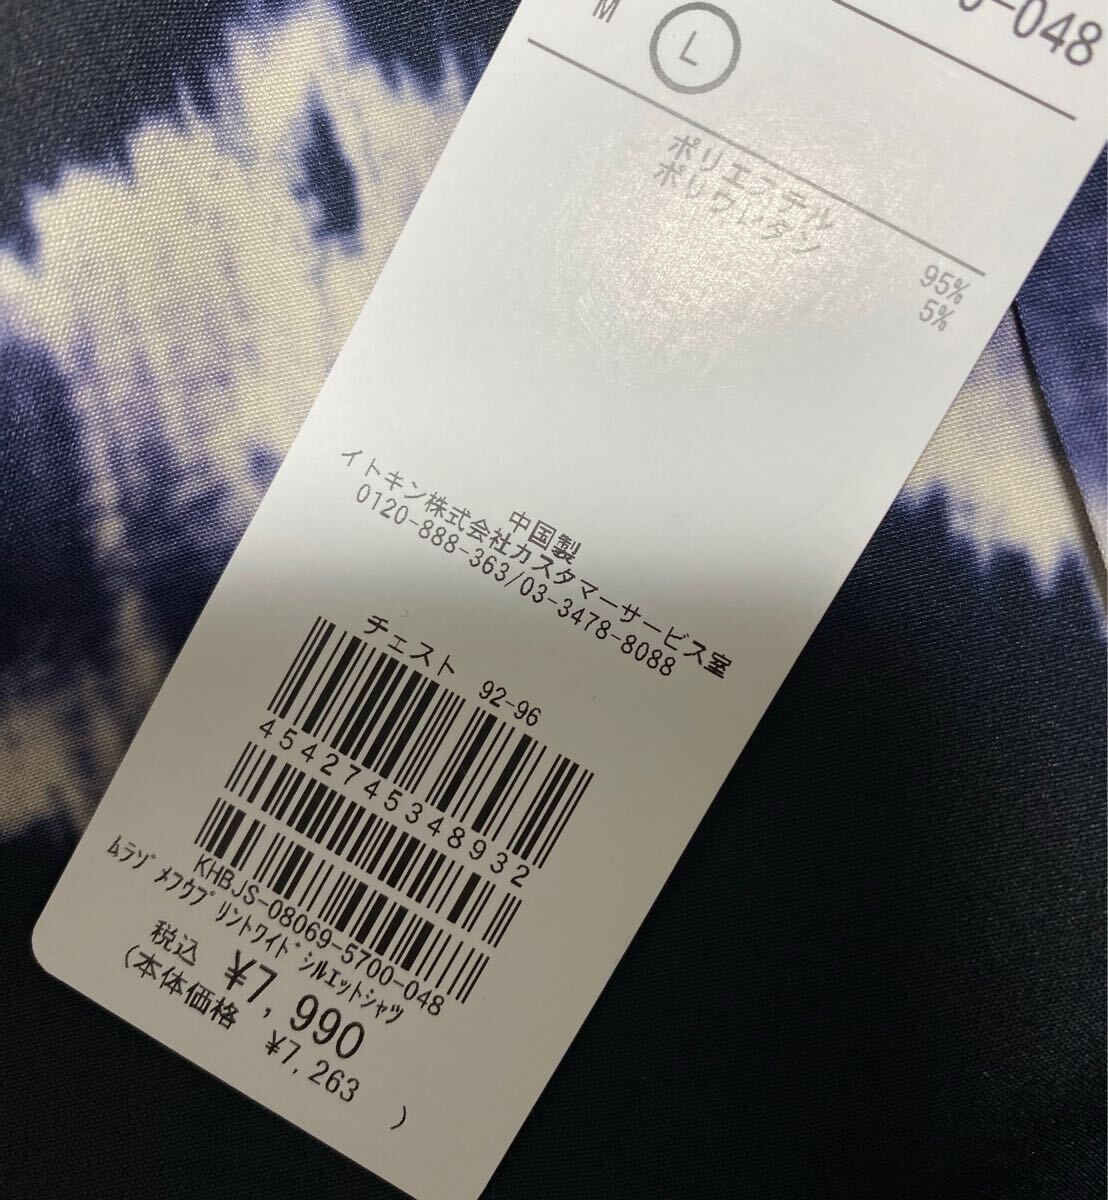 -048
M L
ポリエステル 95%
ポリウレタン 5%
中国製
イトキン株式会社カスタマーサービス室
0120-888-363/03-3478-8088
チェスト 92-96
4542745348932
KHBJS-08069-5700-048
ﾑﾗｿﾞﾒﾌｳﾌﾟﾘﾝﾄﾜｲﾄﾞｼﾙｴｯﾄｼｬﾂ
税込 ¥7,990
(本体価格 ¥7,263 )